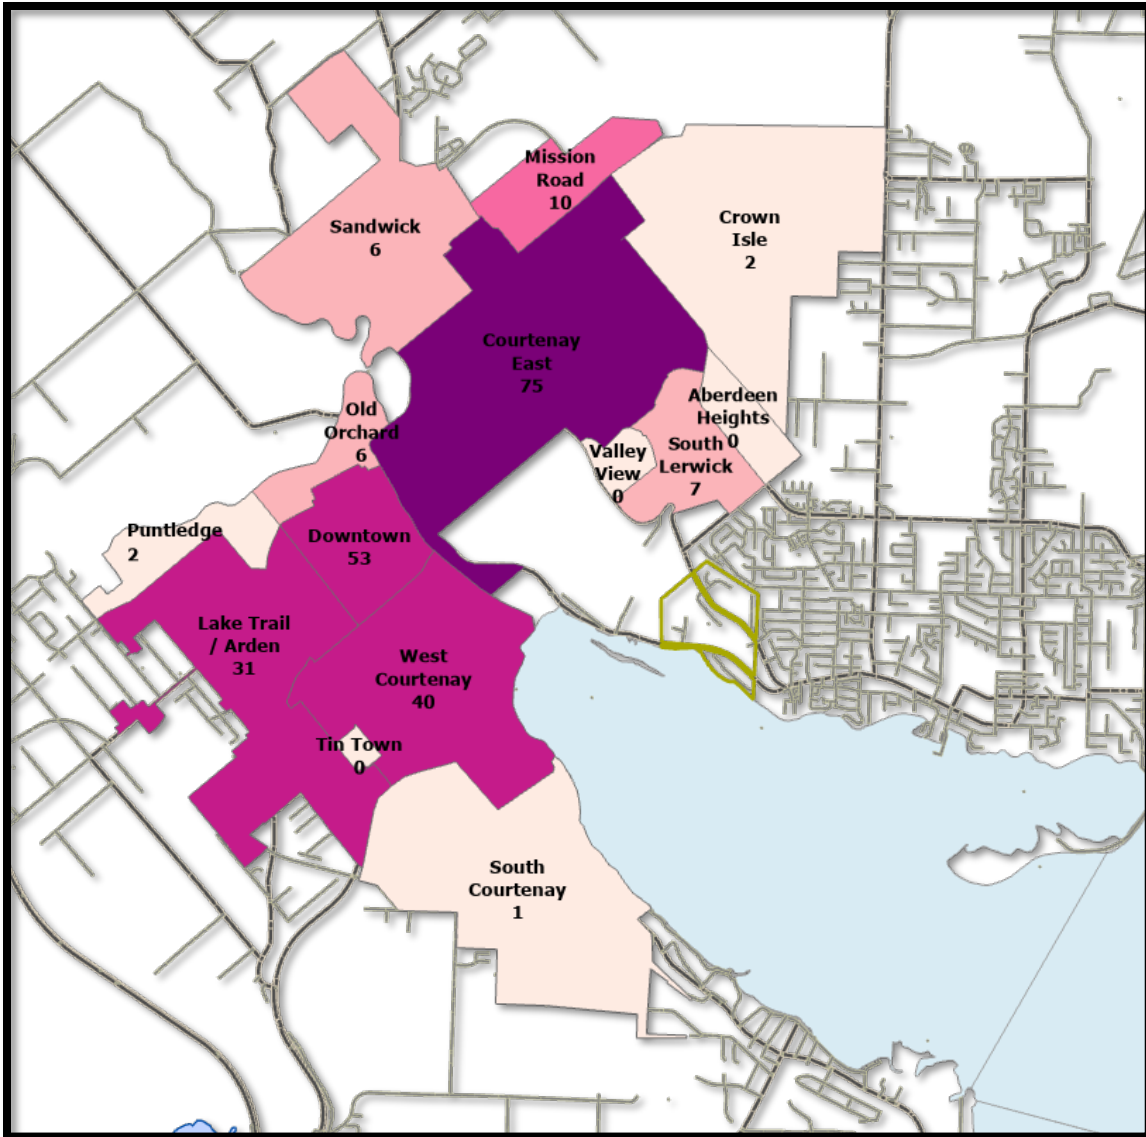 Mission
Road
10
Sandwick
6
Crown
Isle
2
Courtenay
East
75
Aberdeen
Heights
0
Old
Orchard
6
Valley
View
0
South
Lerwick
7
Puntledge
2
Downtown
53
Lake Trail
/ Arden
31
West
Courtenay
40
Tin Town
0
South
Courtenay
1